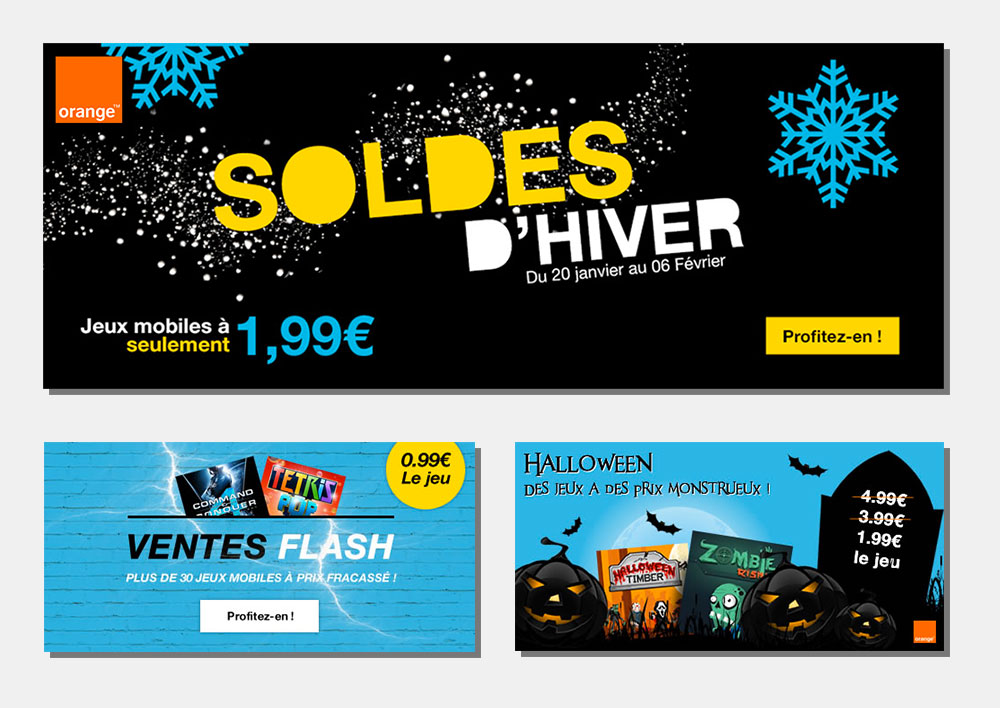 orange™
SOLDES
D'HIVER
Du 20 janvier au 06 Février
Jeux mobiles à
seulement
1,99€
Profitez-en !
0.99€
Le jeu
COMMAND
CONQUER
TETRIS
POP
VENTES FLASH
PLUS DE 30 JEUX MOBILES À PRIX FRACASSÉ !
Profitez-en !
HALLOWEEN
DES JEUX A DES PRIX MONSTRUEUX !
4.99€
3.99€
1.99€
le jeu
HALLOWEEN
TIMBER
ZOMBIE
orange